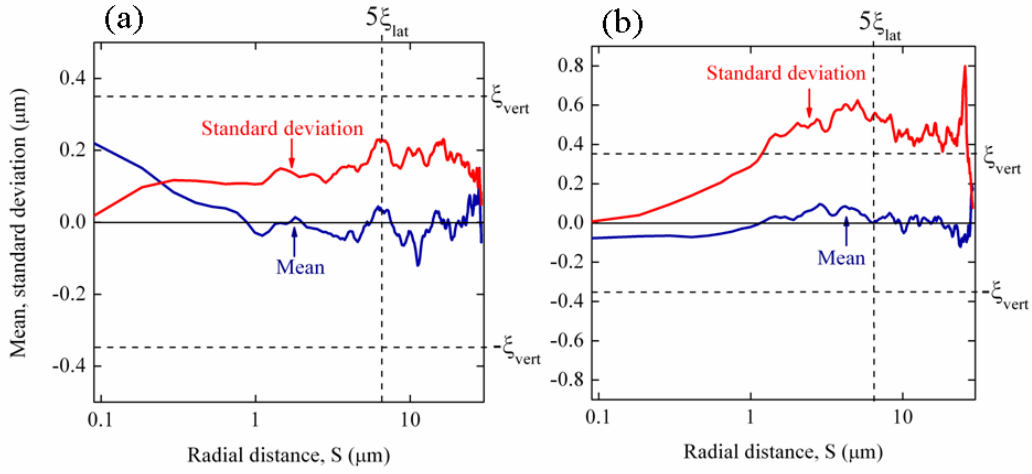 (a)
5ξlat
0.4
ξvert
Standard deviation
0.2
0.0
Mean
-0.2
-ξvert
-0.4
0.1
1
10
Mean, standard deviation (μm)
Radial distance, S (μm)
(b)
5ξlat
0.8
Standard deviation
0.6
0.4
ξvert
0.2
0.0
Mean
-0.2
-ξvert
-0.4
-0.6
-0.8
0.1
1
10
Radial distance, S (μm)